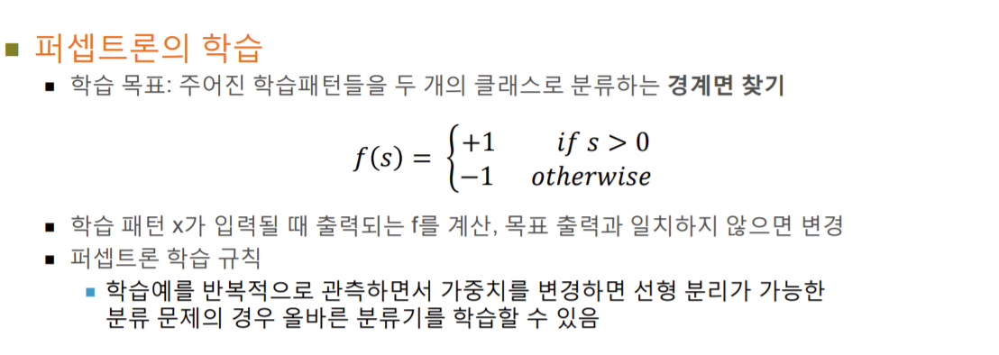 퍼셉트론의 학습
학습 목표: 주어진 학습패턴들을 두 개의 클래스로 분류하는 경계면 찾기
f(s) = { +1 if s > 0
−1 otherwise
학습 패턴 x가 입력될 때 출력되는 f를 계산, 목표 출력과 일치하지 않으면 변경
퍼셉트론 학습 규칙
학습예를 반복적으로 관측하면서 가중치를 변경하면 선형 분리가 가능한
분류 문제의 경우 올바른 분류기를 학습할 수 있음